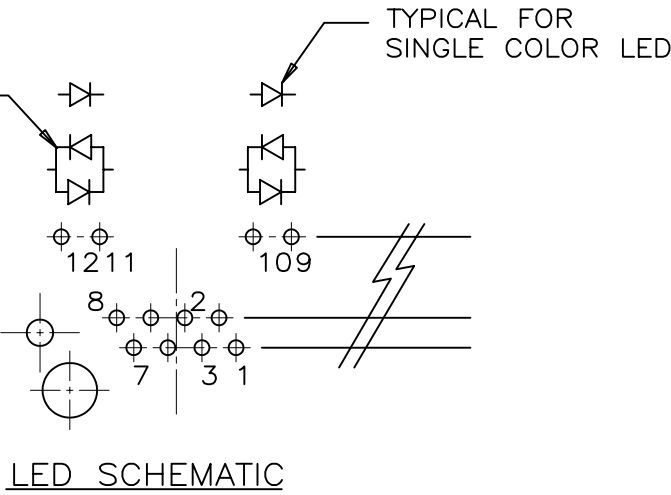 TYPICAL FOR
SINGLE COLOR LED
1211
109
8
2
7
3
1
LED SCHEMATIC